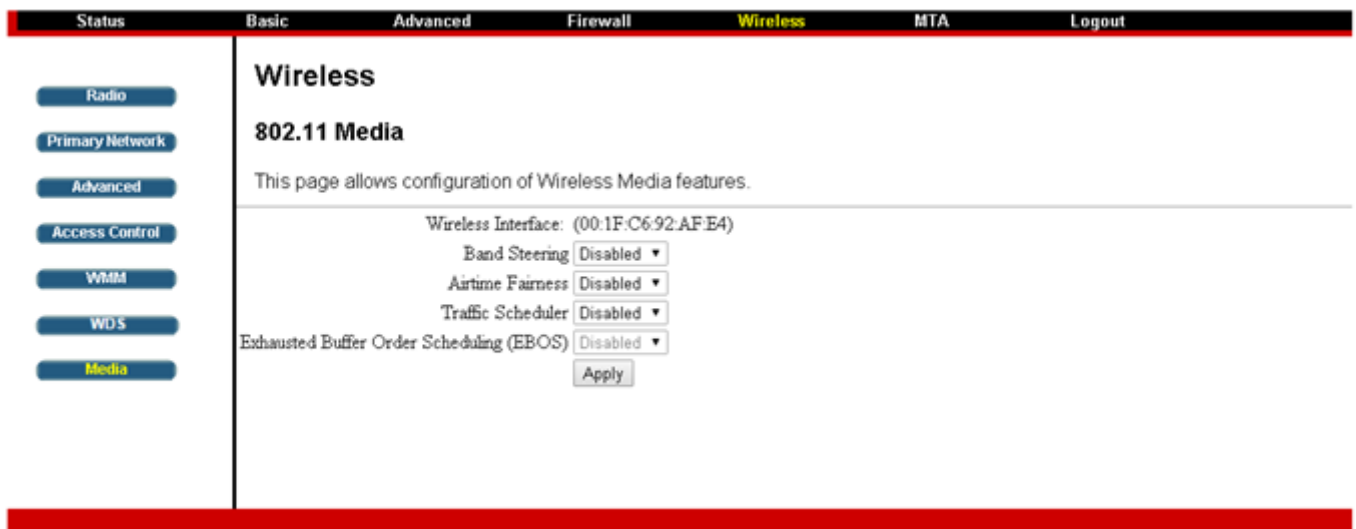 Status Basic Advanced Firewall Wireless MTA Logout
Radio
Primary Network
Advanced
Access Control
WMM
WDS
Media
Wireless
802.11 Media
This page allows configuration of Wireless Media features.
Wireless Interface: (00:1F:C6:92:AF:E4)
Band Steering Disabled
Airtime Fairness Disabled
Traffic Scheduler Disabled
Exhausted Buffer Order Scheduling (EBOS) Disabled
Apply